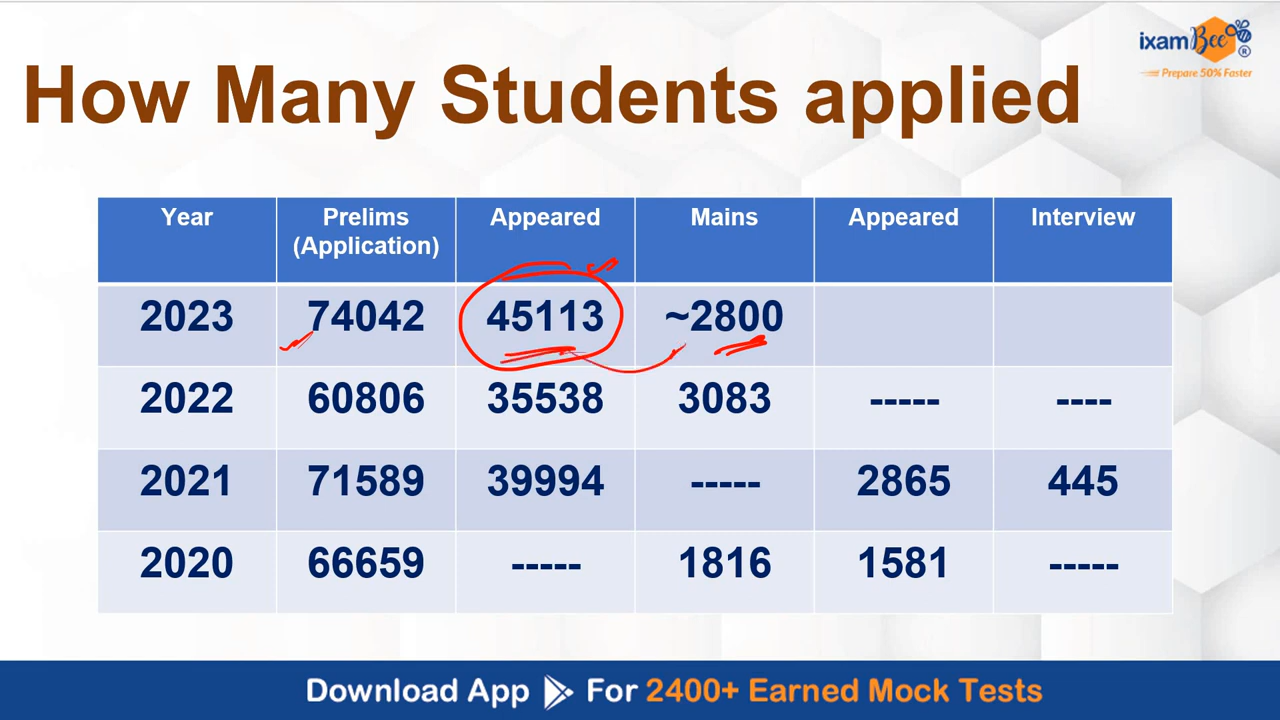 ixamBee
®
Prepare 50% Faster
How Many Students applied
Year Prelims (Application) Appeared Mains Appeared Interview
2023 74042 45113 ~2800
2022 60806 35538 3083 ----- ----
2021 71589 39994 ----- 2865 445
2020 66659 ----- 1816 1581 -----
Download App For 2400+ Earned Mock Tests